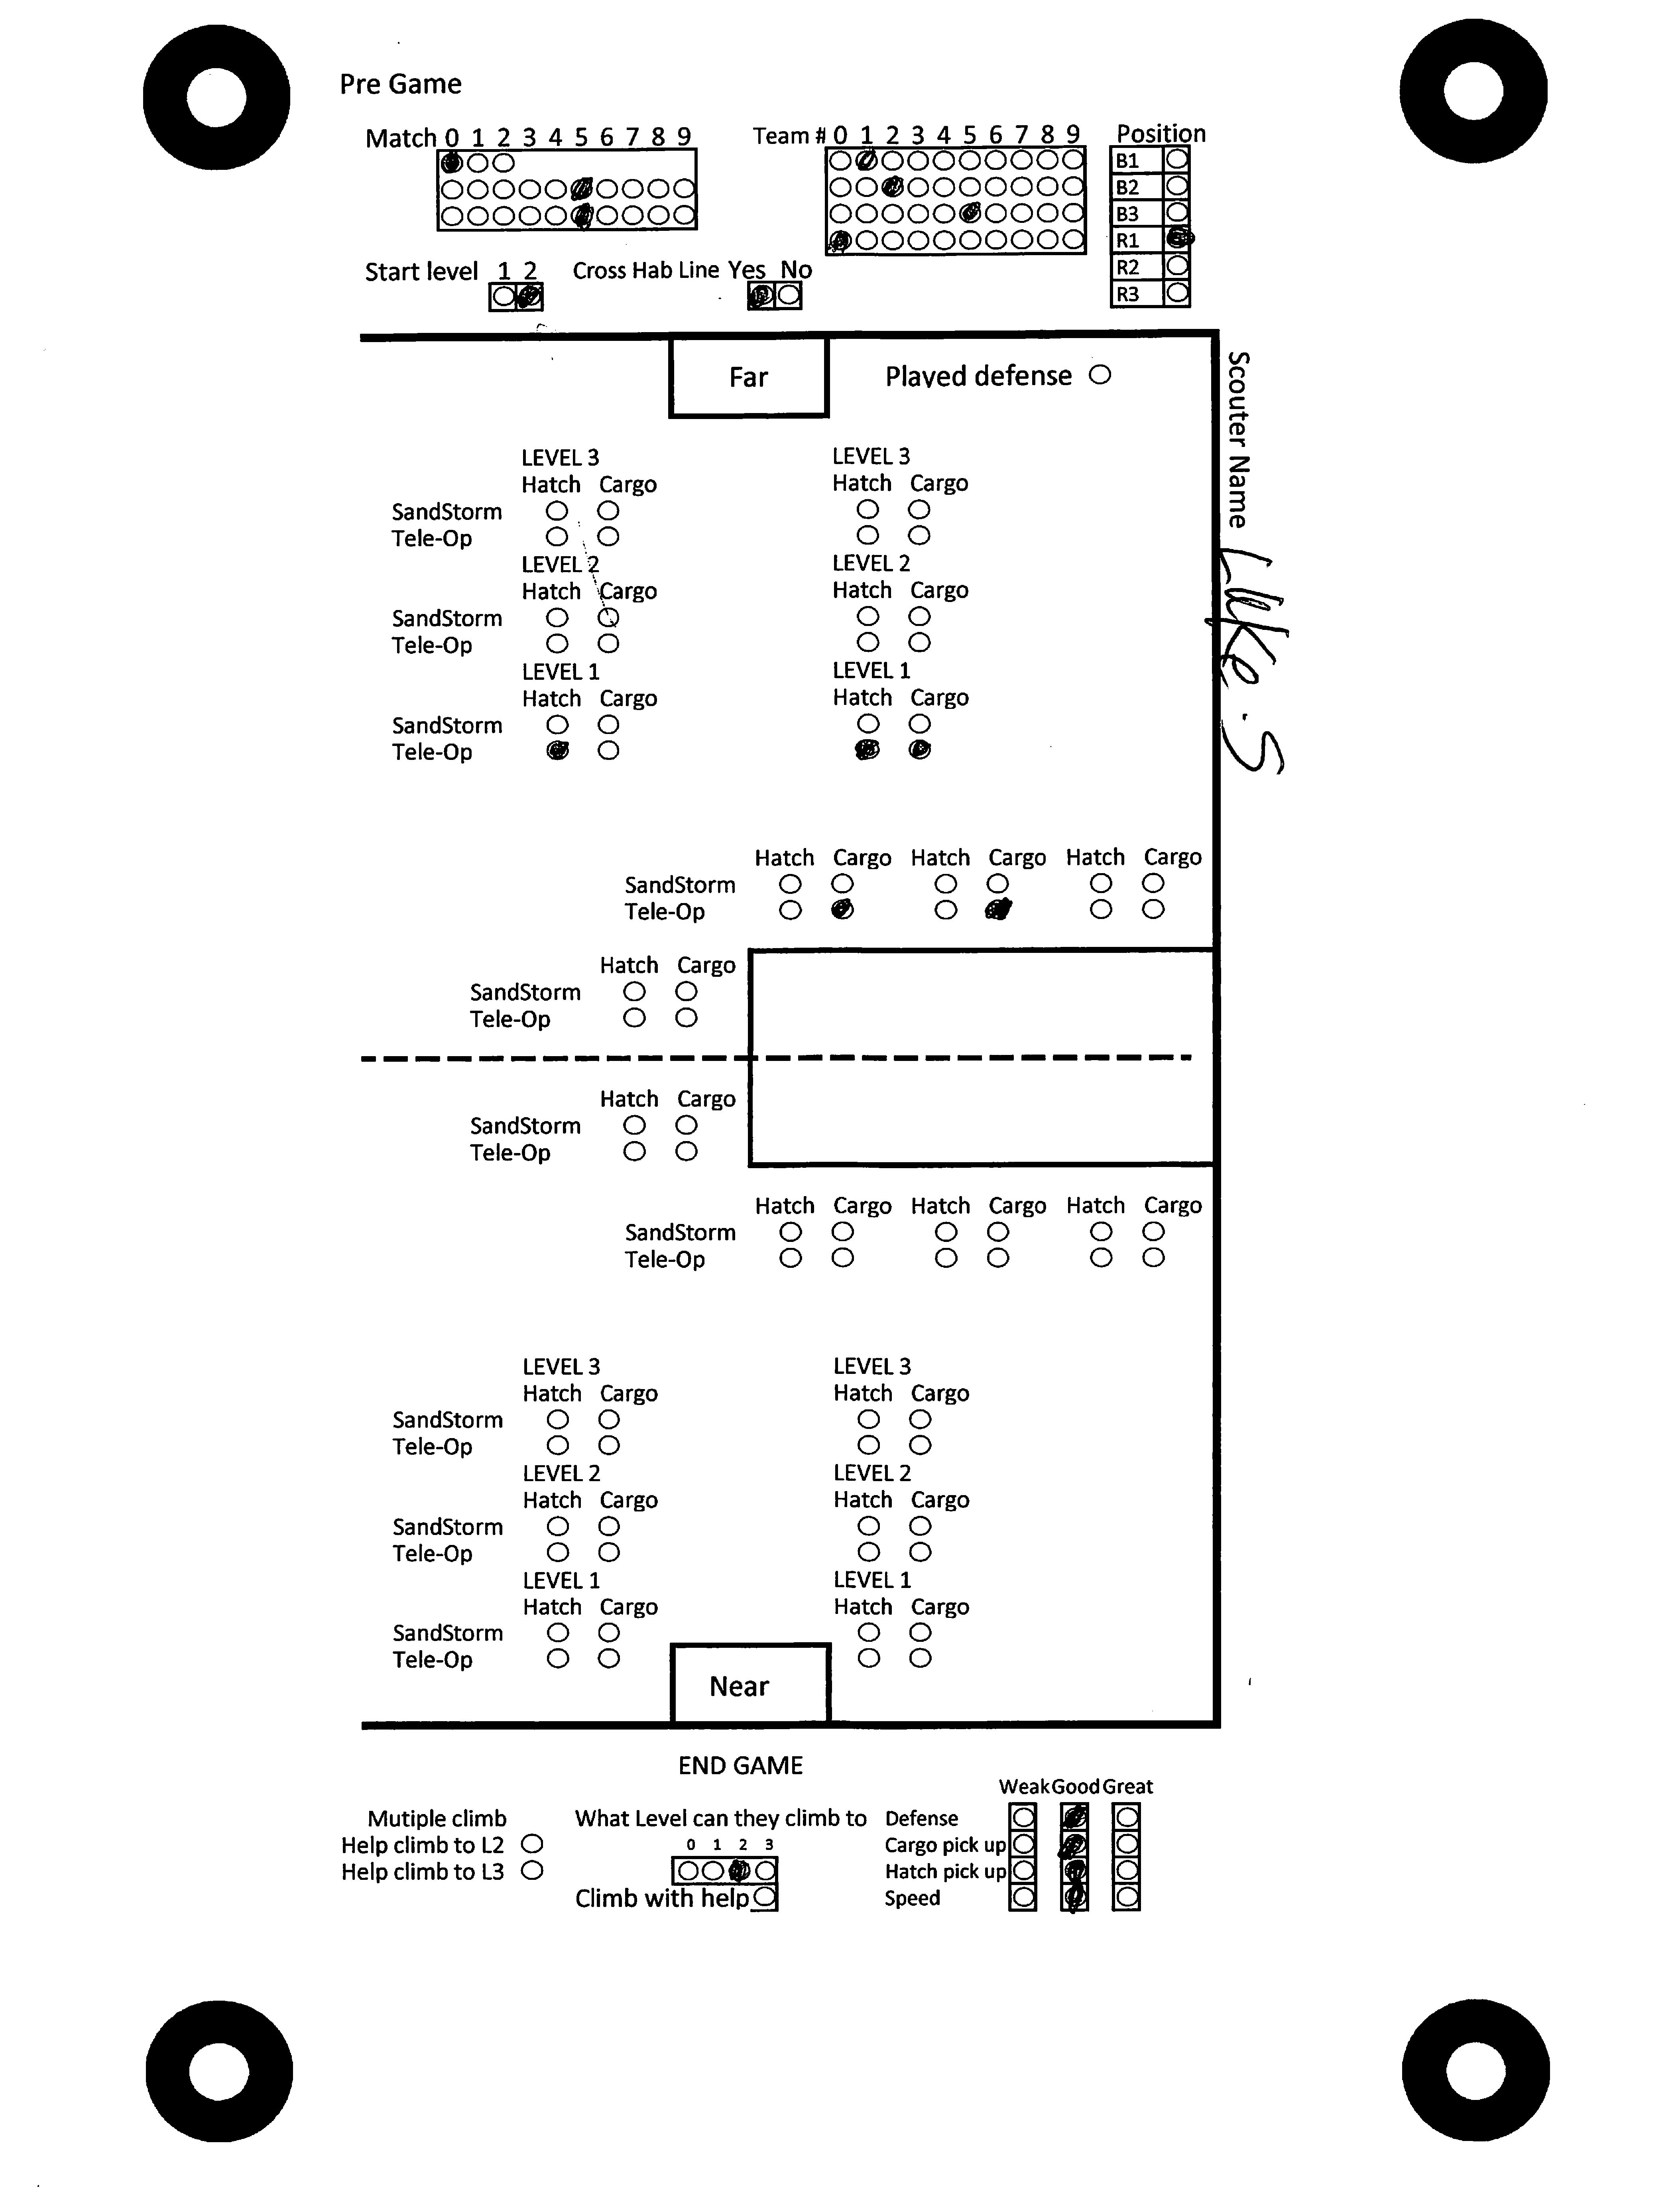 Pre Game
Match 0 1 2 3 4 5 6 7 8 9
Team # 0 1 2 3 4 5 6 7 8 9
Position
B1
B2
B3
R1
R2
R3
Start level 1 2
Cross Hab Line Yes No
Far
Played defense
Scouter Name Luke.S
LEVEL 3 LEVEL 3
Hatch Cargo Hatch Cargo
SandStorm
Tele-Op
LEVEL 2 LEVEL 2
Hatch Cargo Hatch Cargo
SandStorm
Tele-Op
LEVEL 1 LEVEL 1
Hatch Cargo Hatch Cargo
SandStorm
Tele-Op
Hatch Cargo Hatch Cargo Hatch Cargo
SandStorm
Tele-Op
Hatch Cargo
SandStorm
Tele-Op
Hatch Cargo
SandStorm
Tele-Op
Hatch Cargo Hatch Cargo Hatch Cargo
SandStorm
Tele-Op
LEVEL 3 LEVEL 3
Hatch Cargo Hatch Cargo
SandStorm
Tele-Op
LEVEL 2 LEVEL 2
Hatch Cargo Hatch Cargo
SandStorm
Tele-Op
LEVEL 1 LEVEL 1
Hatch Cargo Hatch Cargo
SandStorm
Tele-Op
Near
END GAME
Mutiple climb
Help climb to L2
Help climb to L3
What Level can they climb to
0 1 2 3
Climb with help
Weak Good Great
Defense
Cargo pick up
Hatch pick up
Speed